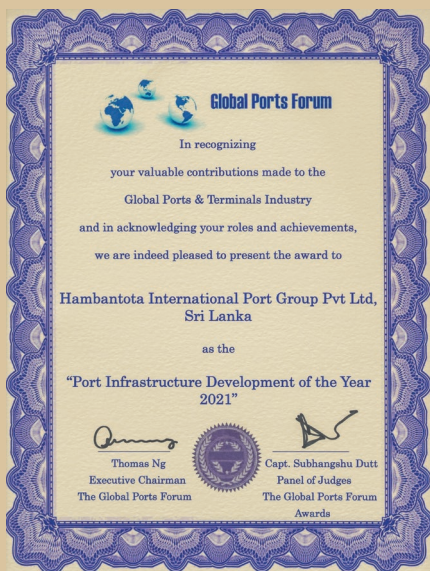 Global Ports Forum
In recognizing
your valuable contributions made to the
Global Ports & Terminals Industry
and in acknowledging your roles and achievements,
we are indeed pleased to present the award to
Hambantota International Port Group Pvt Ltd,
Sri Lanka
as the
“Port Infrastructure Development of the Year
2021”
Thomas Ng
Executive Chairman
The Global Ports Forum
Capt. Subhangshu Dutt
Panel of Judges
The Global Ports Forum
Awards